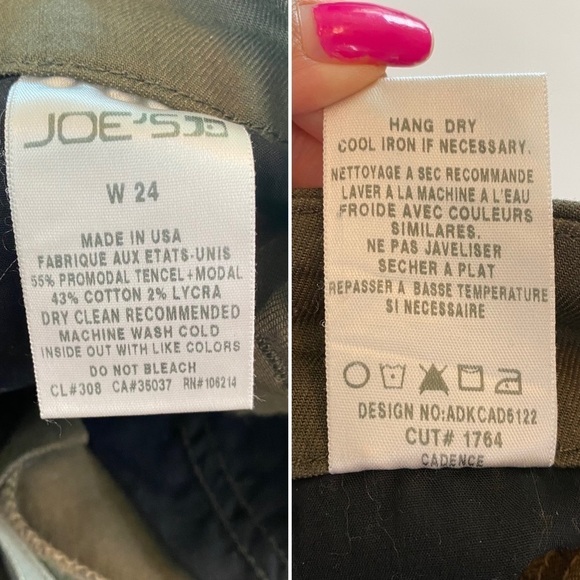 JOE'S
W 24
MADE IN USA
FABRIQUE AUX ETATS-UNIS
55% PROMODAL TENCEL+MODAL
43% COTTON 2% LYCRA
DRY CLEAN RECOMMENDED
MACHINE WASH COLD
INSIDE OUT WITH LIKE COLORS
DO NOT BLEACH
CL#308 CA#35037 RN#106214
HANG DRY
COOL IRON IF NECESSARY.
NETTOYAGE A SEC RECOMMANDE
LAVER A LA MACHINE A L'EAU
FROIDE AVEC COULEURS
SIMILARES.
NE PAS JAVELISER
SECHER A PLAT
REPASSER A BASSE TEMPERATURE
SI NECESSAIRE
DESIGN NO:ADKCAD6122
CUT# 1764
CADENCE